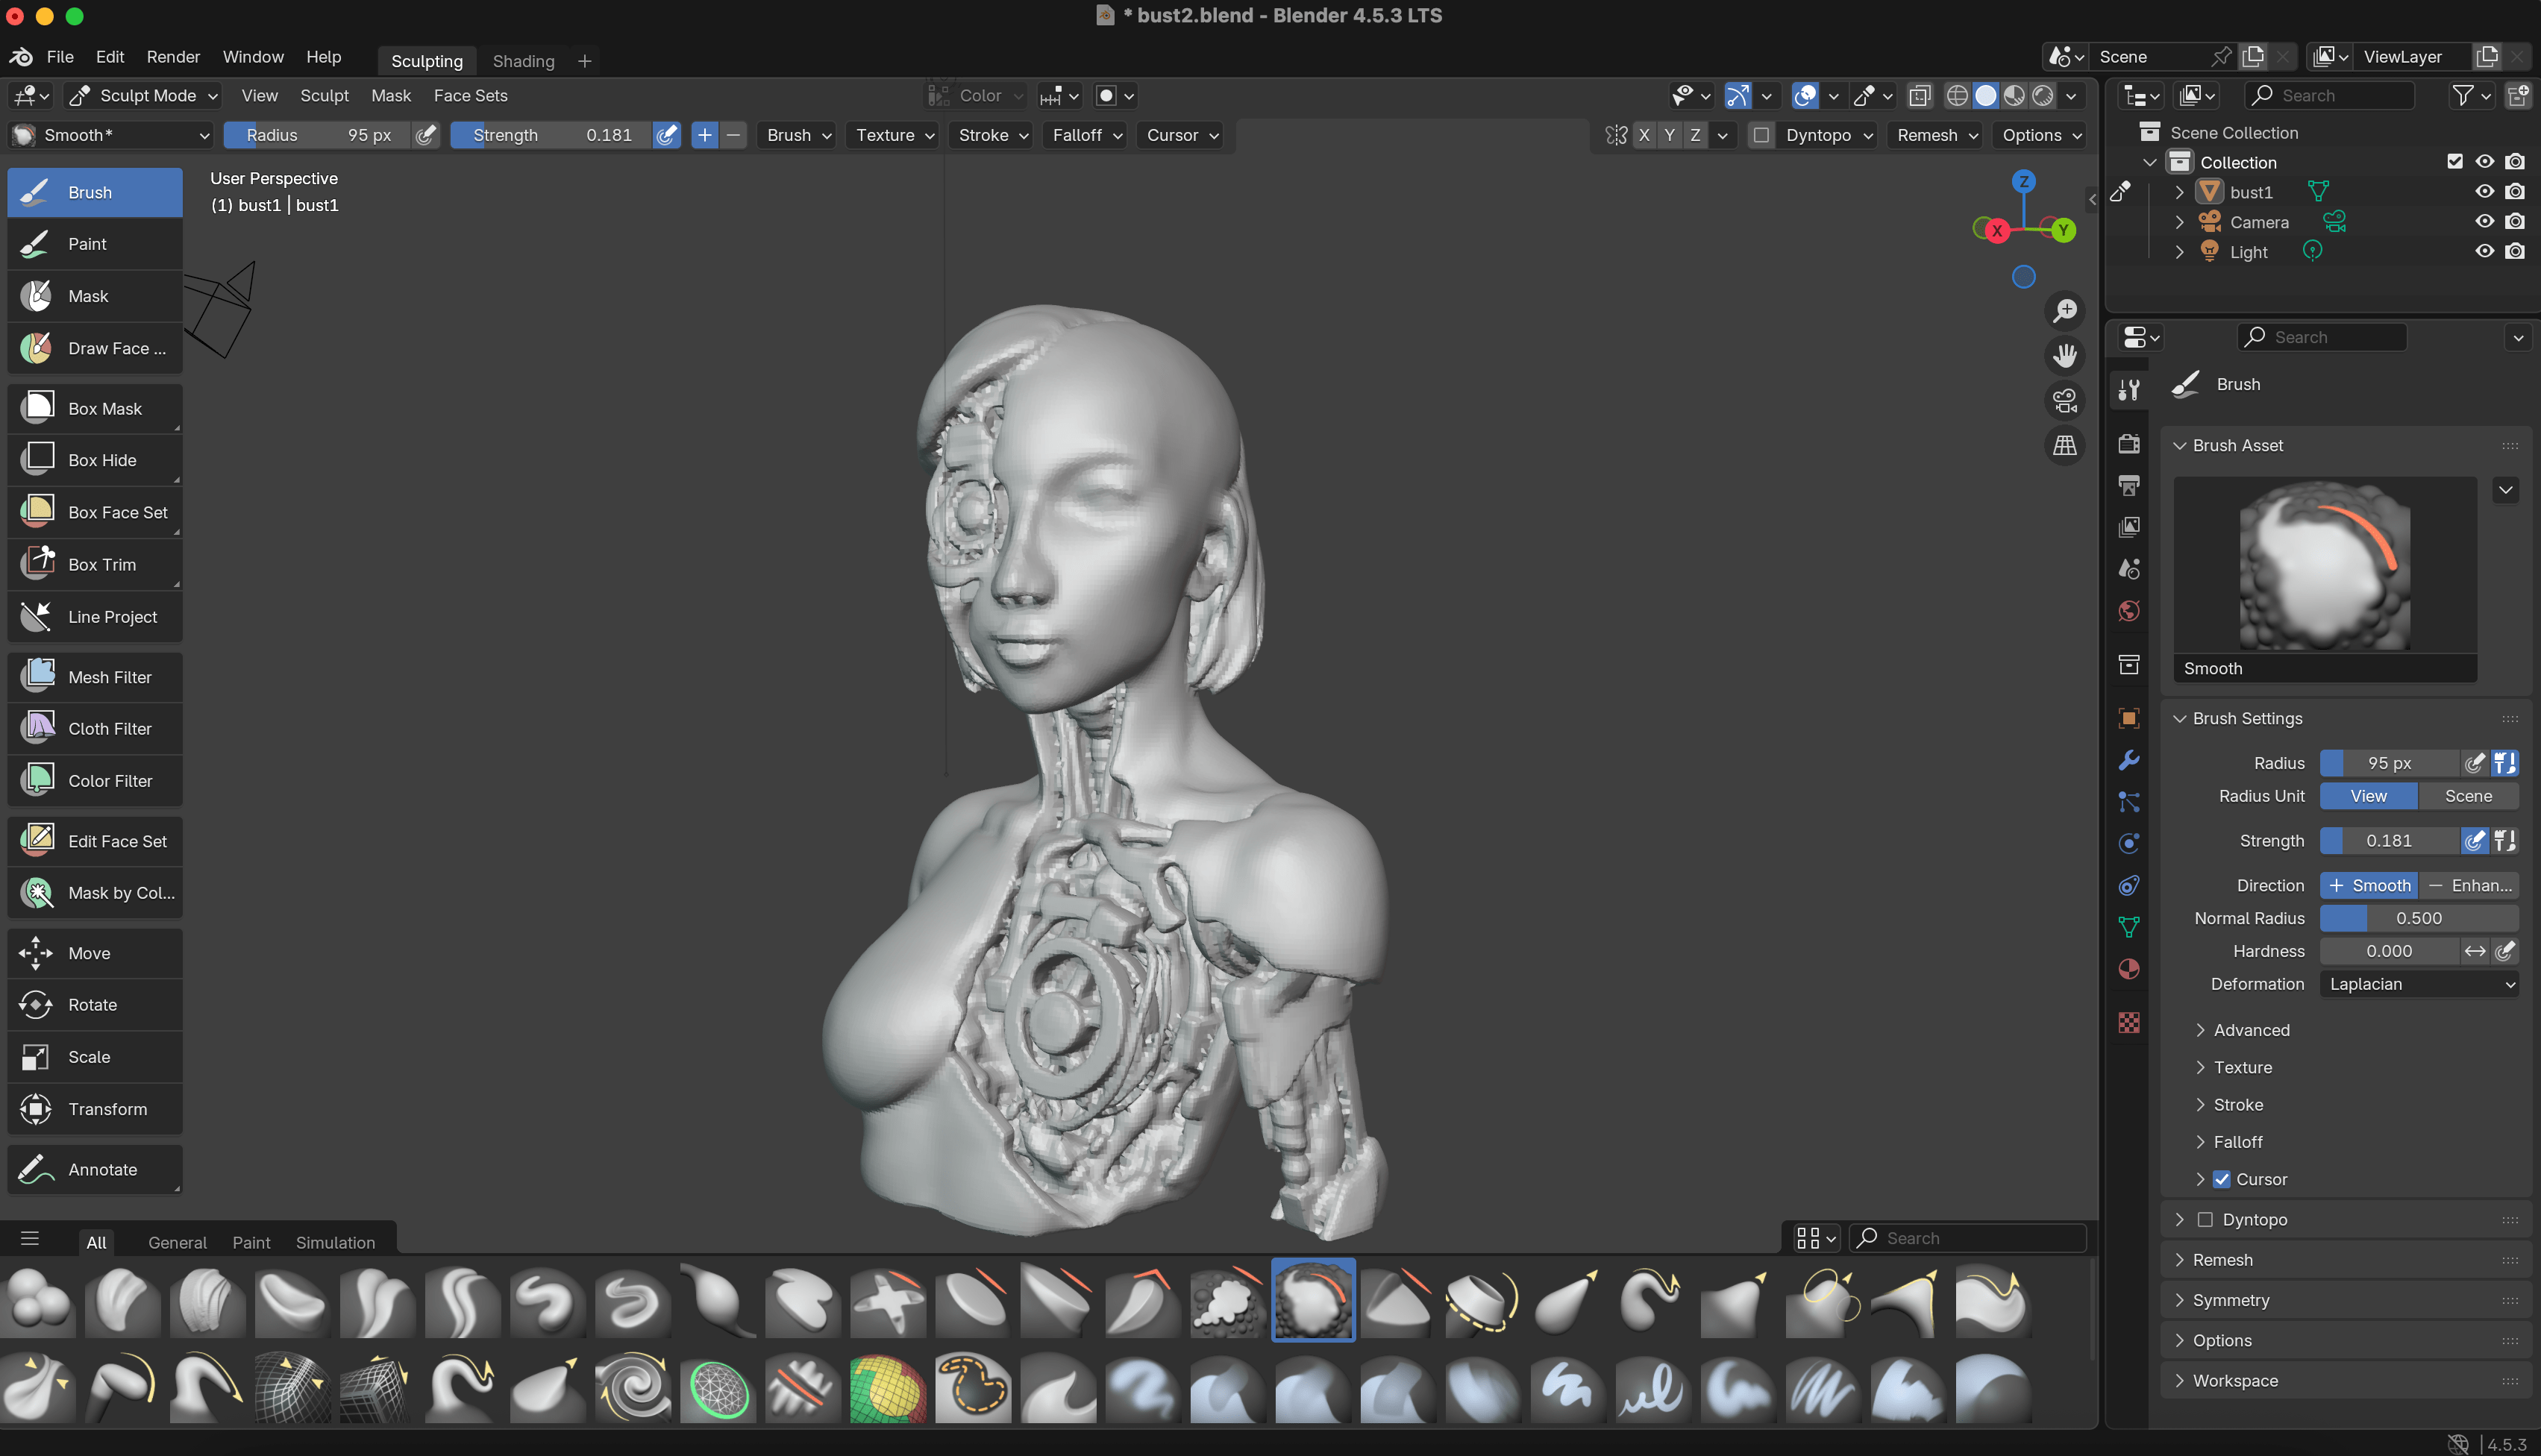 * bust2.blend - Blender 4.5.3 LTS
File Edit Render Window Help Sculpting Shading + Scene ViewLayer
Sculpt Mode View Sculpt Mask Face Sets Color Search
Smooth* Radius 95 px Strength 0.181 + − Brush Texture Stroke Falloff Cursor X Y Z Dyntopo Remesh Options
User Perspective
(1) bust1 | bust1
Z
X
Y
Brush
Paint
Mask
Draw Face ...
Box Mask
Box Hide
Box Face Set
Box Trim
Line Project
Mesh Filter
Cloth Filter
Color Filter
Edit Face Set
Mask by Col...
Move
Rotate
Scale
Transform
Annotate
All General Paint Simulation Search
Scene Collection
Collection
bust1
Camera
Light
Search
Brush
Brush Asset
Smooth
Brush Settings
Radius 95 px
Radius Unit View Scene
Strength 0.181
Direction + Smooth − Enhan...
Normal Radius 0.500
Hardness 0.000
Deformation Laplacian
Advanced
Texture
Stroke
Falloff
Cursor
Dyntopo
Remesh
Symmetry
Options
Workspace
4.5.3